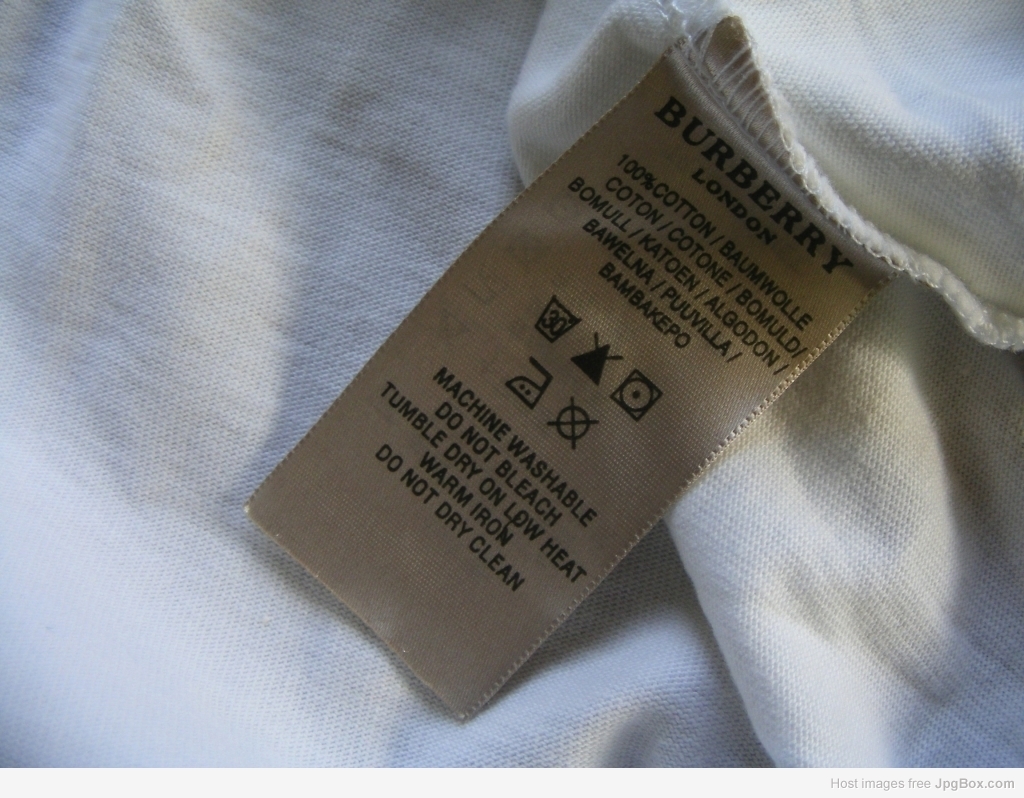 BURBERRY
LONDON
100%COTTON / BAUMWOLLE
COTON / COTONE / BOMULD/
BOMULL / KATOEN / ALGODON /
BAWELNA / PUUVILLA /
BAMBAKEPO
30
MACHINE WASHABLE
DO NOT BLEACH
TUMBLE DRY ON LOW HEAT
WARM IRON
DO NOT DRY CLEAN
Host images free JpgBox.com